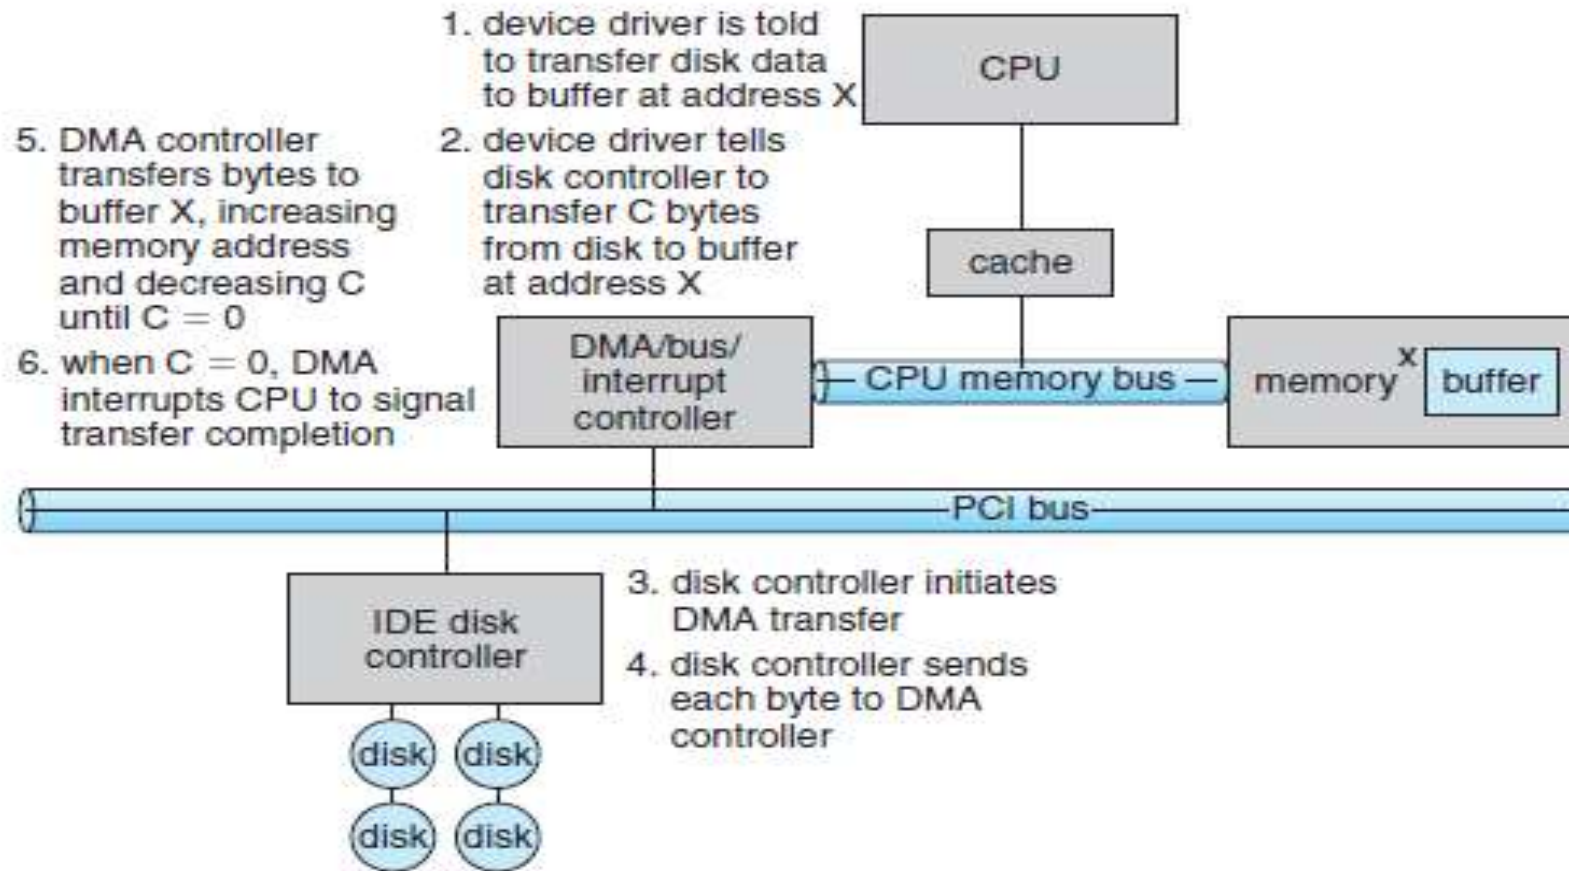 1. device driver is told
to transfer disk data
to buffer at address X
CPU
5. DMA controller
transfers bytes to
buffer X, increasing
memory address
and decreasing C
until C = 0
2. device driver tells
disk controller to
transfer C bytes
from disk to buffer
at address X
cache
6. when C = 0, DMA
interrupts CPU to signal
transfer completion
DMA/bus/
interrupt
controller
CPU memory bus
memory
x
buffer
PCI bus
IDE disk
controller
3. disk controller initiates
DMA transfer
4. disk controller sends
each byte to DMA
controller
disk
disk
disk
disk